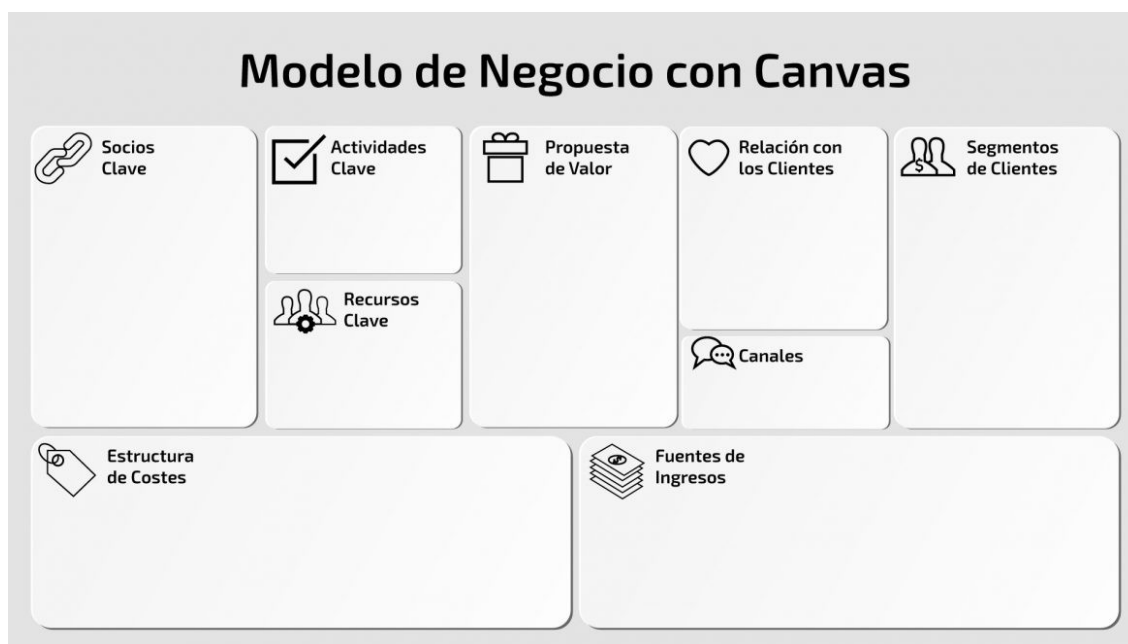 Modelo de Negocio con Canvas
Socios
Clave
Actividades
Clave
Recursos
Clave
Propuesta
de Valor
Relación con
los Clientes
Canales
Segmentos
de Clientes
Estructura
de Costes
Fuentes de
Ingresos